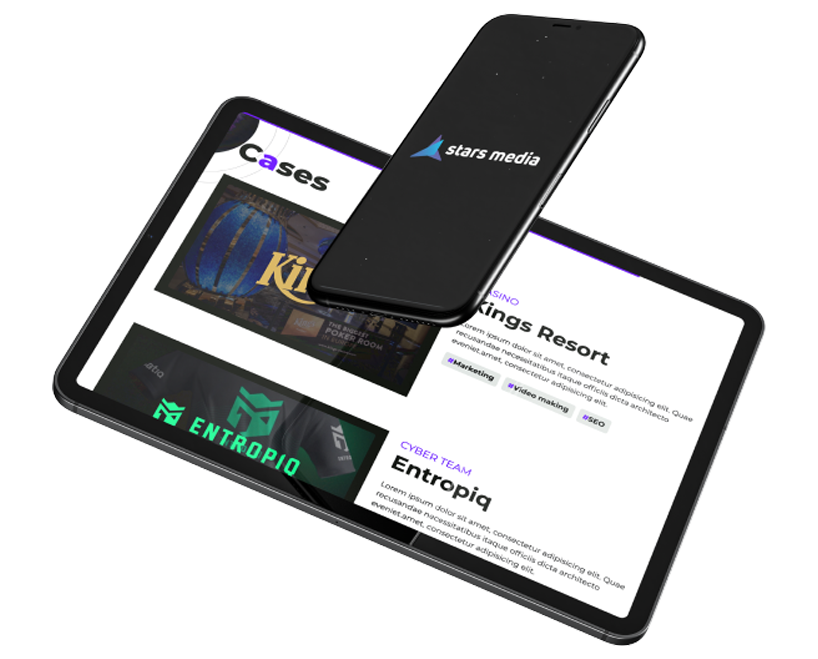 stars media
Cases
Kin
THE BIGGEST
POKER ROOM
ASINO
Kings Resort
Lorem ipsum dolor sit amet, consectetur adipisicing elit. Quae
recusandae necessitatibus itaque officiis dicta architecto
eveniet.amet, consectetur adipisicing elit.
#Marketing
#Video making
#SEO
ENTROPIQ
CYBER TEAM
Entropiq
Lorem ipsum dolor sit amet, consectetur adipisicing elit. Quae
recusandae necessitatibus itaque officiis dicta architecto
eveniet.amet, consectetur adipisicing elit.